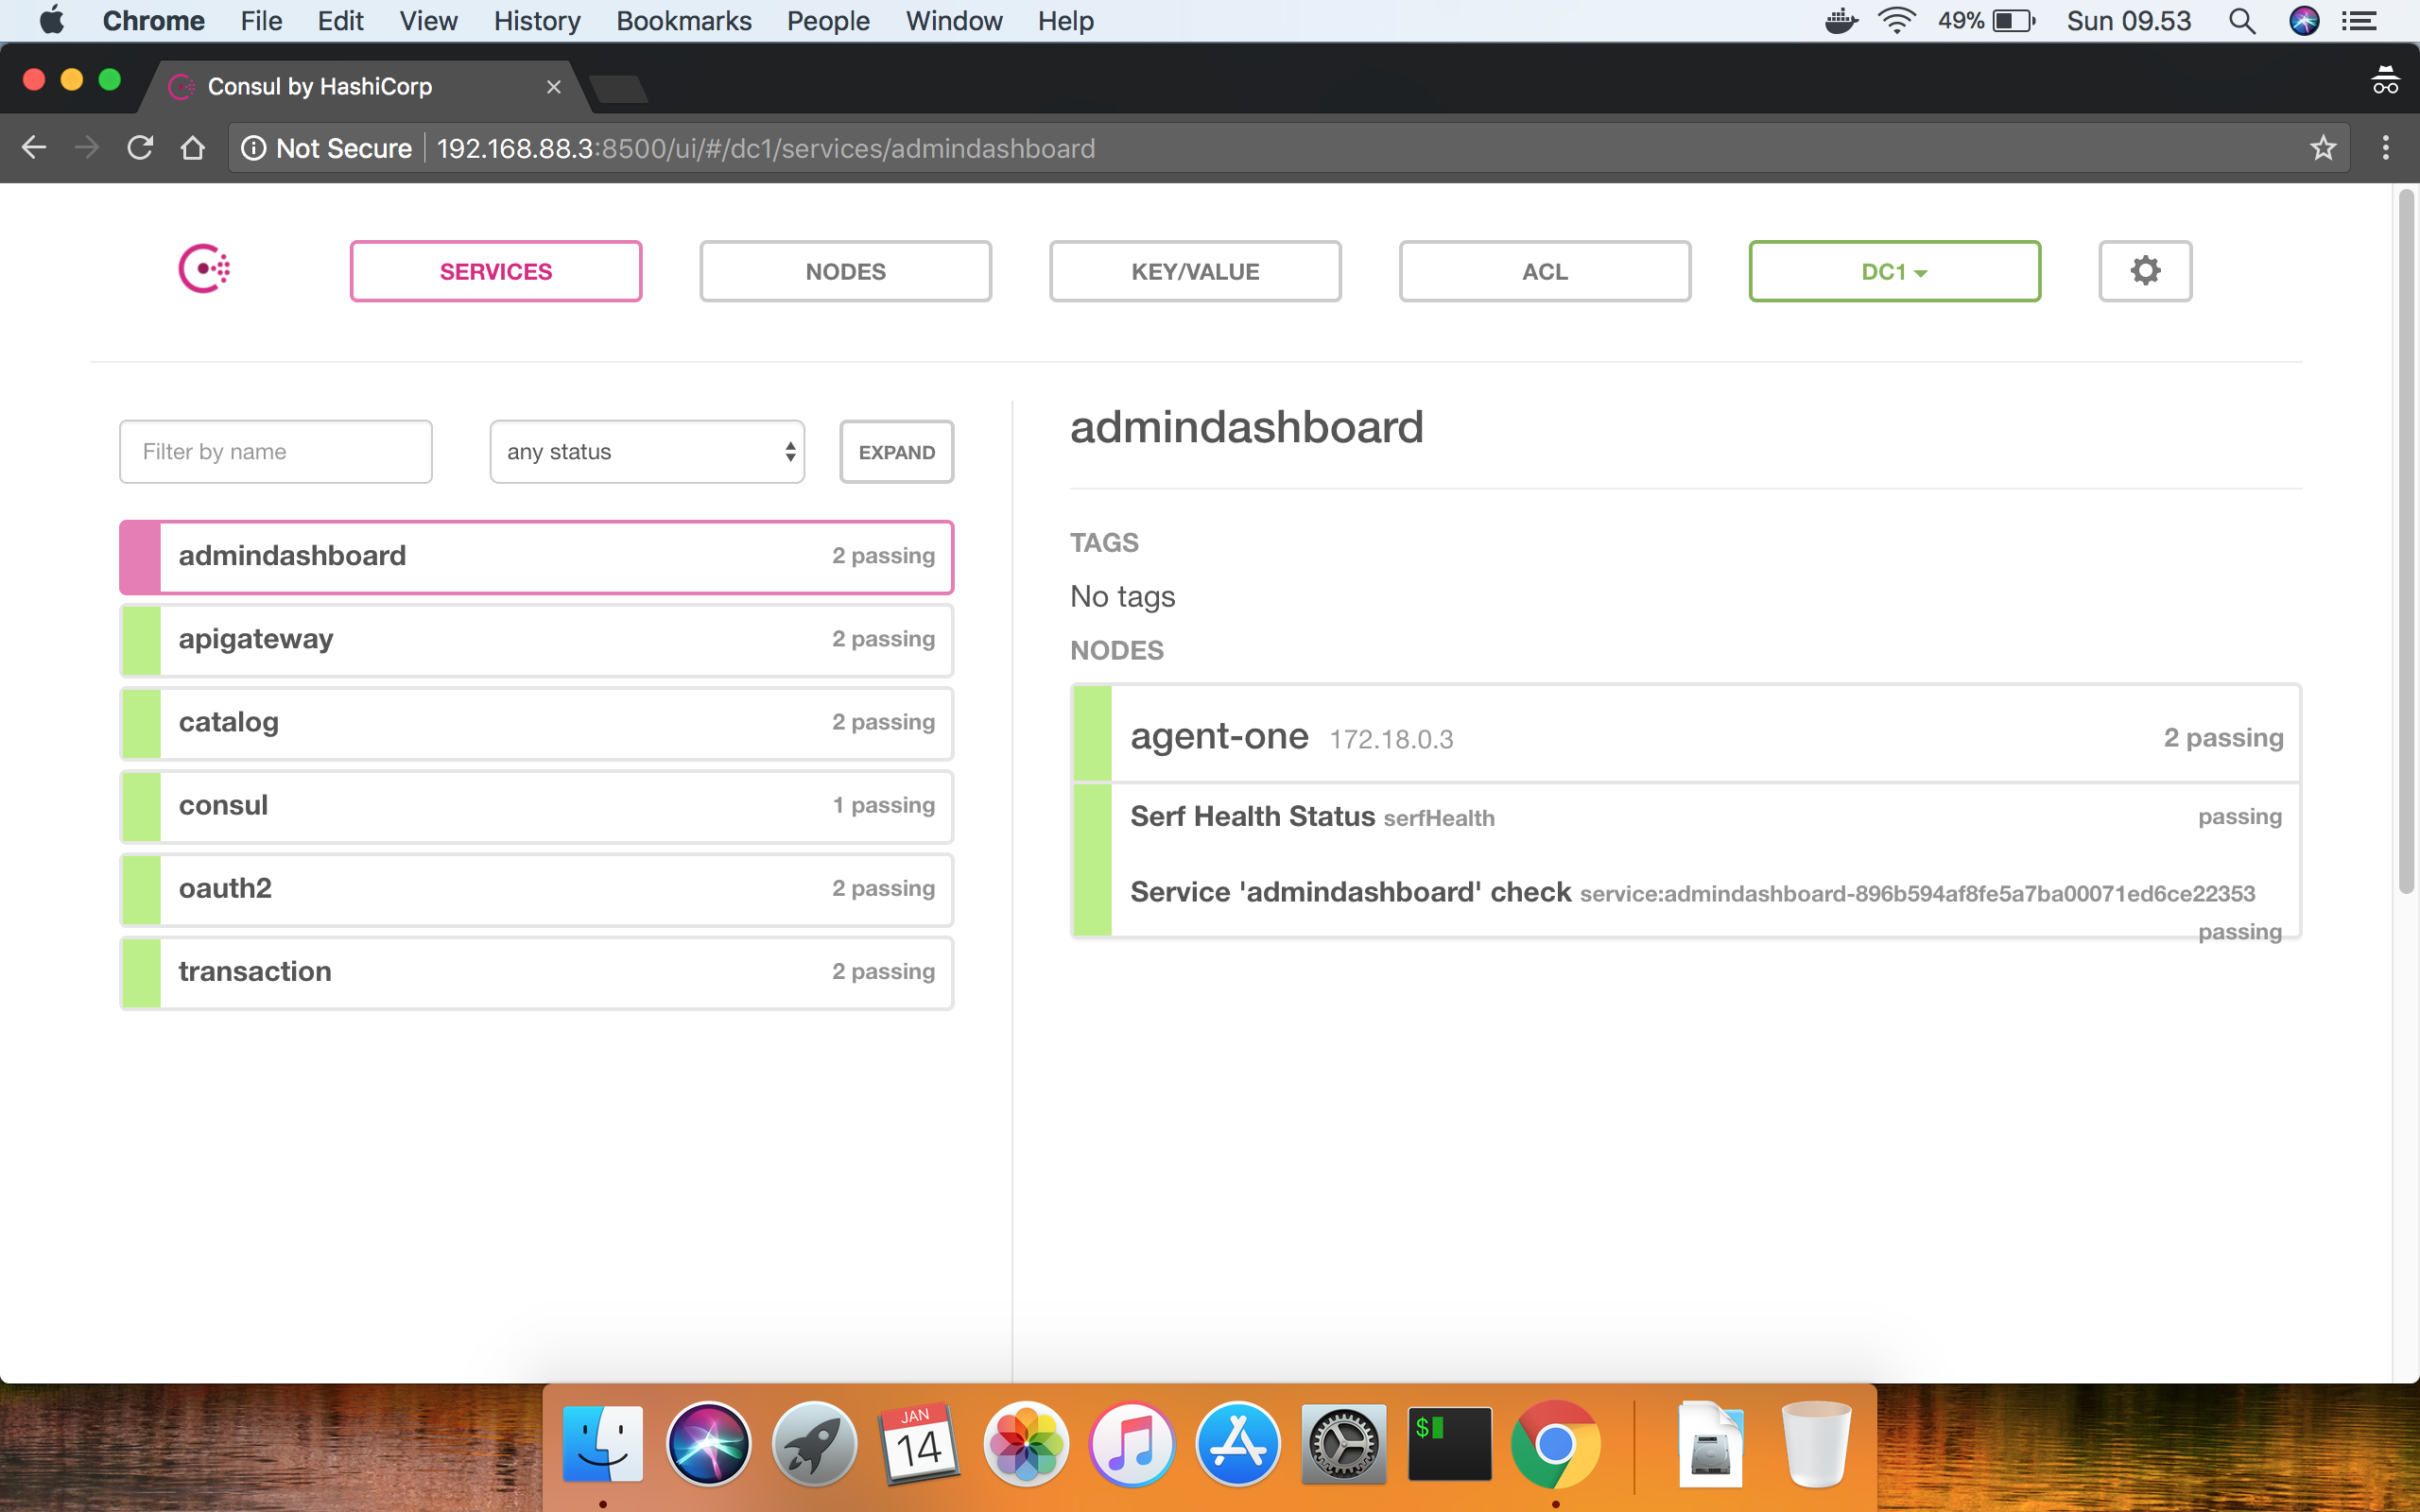 Chrome File Edit View History Bookmarks People Window Help 49% Sun 09.53
Consul by HashiCorp
Not Secure 192.168.88.3:8500/ui/#/dc1/services/admindashboard
SERVICES NODES KEY/VALUE ACL DC1
Filter by name any status EXPAND
admindashboard 2 passing
apigateway 2 passing
catalog 2 passing
consul 1 passing
oauth2 2 passing
transaction 2 passing
admindashboard
TAGS
No tags
NODES
agent-one 172.18.0.3 2 passing
Serf Health Status serfHealth passing
Service 'admindashboard' check service:admindashboard-896b594af8fe5a7ba00071ed6ce22353
passing
JAN
14
$